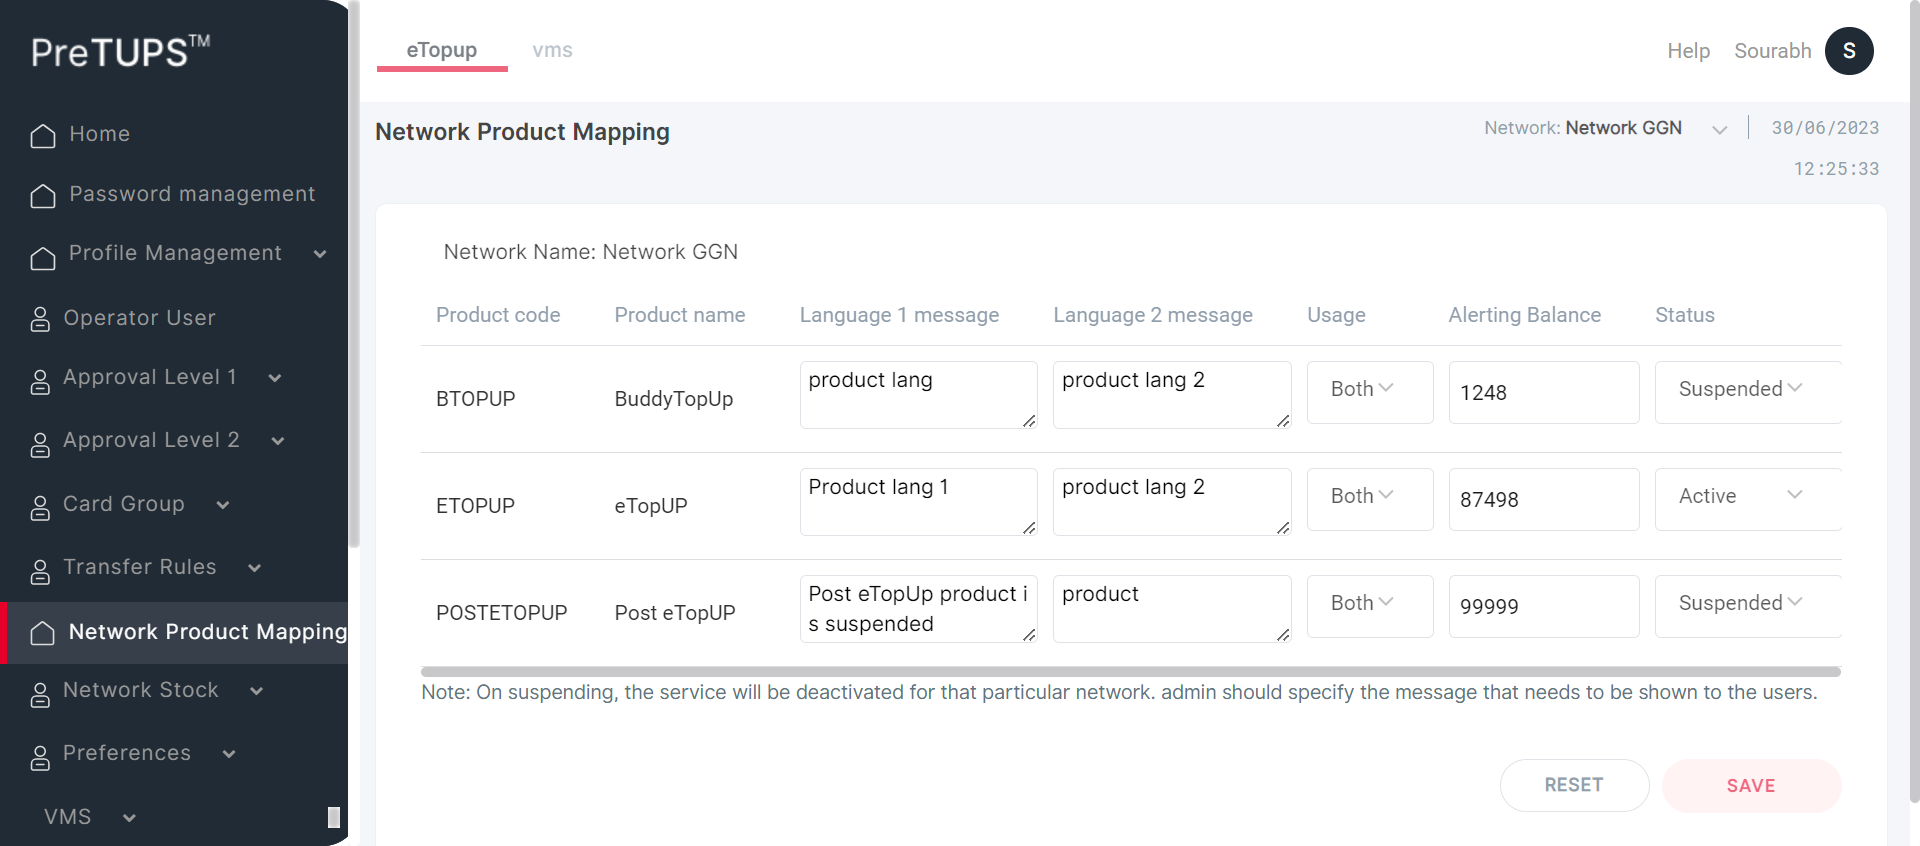 PreTUPS™
Home
Password management
Profile Management
Operator User
Approval Level 1
Approval Level 2
Card Group
Transfer Rules
Network Product Mapping
Network Stock
Preferences
VMS
eTopup vms
Help Sourabh S
Network Product Mapping
Network: Network GGN 30/06/2023
12:25:33
Network Name: Network GGN
Product code Product name Language 1 message Language 2 message Usage Alerting Balance Status
BTOPUP BuddyTopUp product lang product lang 2 Both 1248 Suspended
ETOPUP eTopUP Product lang 1 product lang 2 Both 87498 Active
POSTETOPUP Post eTopUP Post eTopUp product i product Both 99999 Suspended
s suspended
Note: On suspending, the service will be deactivated for that particular network. admin should specify the message that needs to be shown to the users.
RESET SAVE